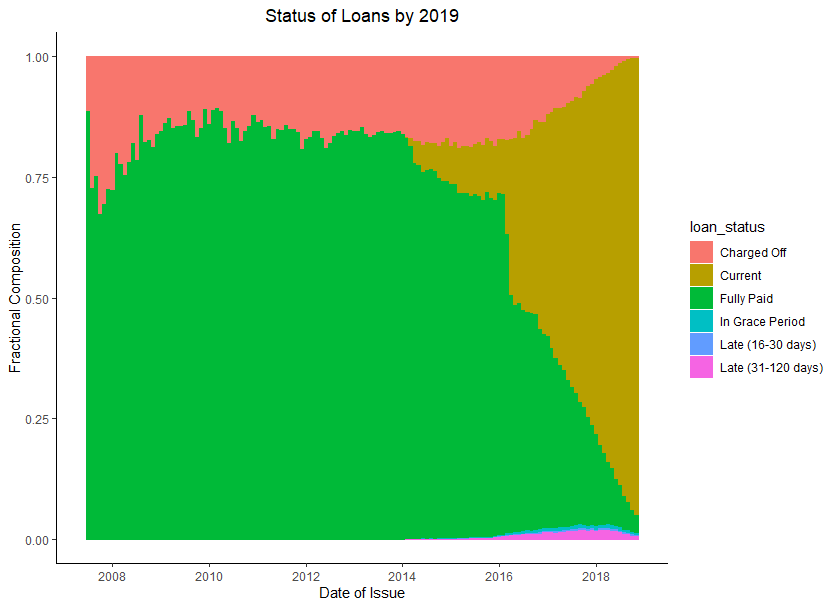 Status of Loans by 2019
1.00
0.75
0.50
0.25
0.00
Fractional Composition
2008 2010 2012 2014 2016 2018
Date of Issue
loan_status
Charged Off
Current
Fully Paid
In Grace Period
Late (16-30 days)
Late (31-120 days)